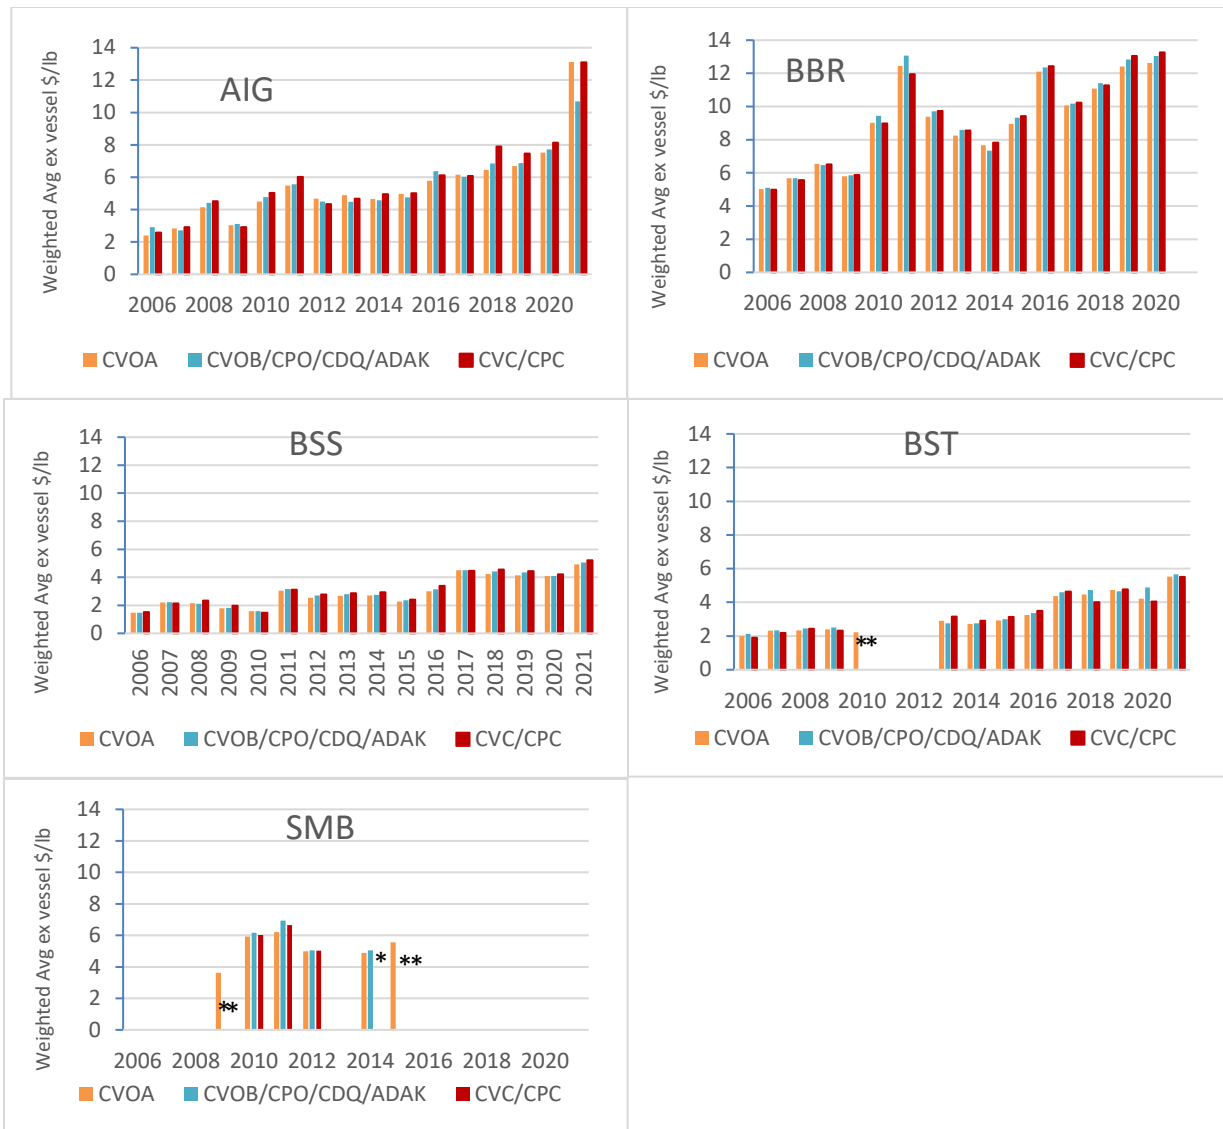 AIG
Weighted Avg ex vessel $/lb
14
12
10
8
6
4
2
0
2006 2008 2010 2012 2014 2016 2018 2020
CVOA CVOB/CPO/CDQ/ADAK CVC/CPC
BBR
Weighted Avg ex vessel $/lb
14
12
10
8
6
4
2
0
2006 2008 2010 2012 2014 2016 2018 2020
CVOA CVOB/CPO/CDQ/ADAK CVC/CPC
BSS
Weighted Avg ex vessel $/lb
14
12
10
8
6
4
2
0
2006 2007 2008 2009 2010 2011 2012 2013 2014 2015 2016 2017 2018 2019 2020 2021
CVOA CVOB/CPO/CDQ/ADAK CVC/CPC
BST
Weighted Avg ex vessel $/lb
14
12
10
8
6
4
2
0
**
2006 2008 2010 2012 2014 2016 2018 2020
CVOA CVOB/CPO/CDQ/ADAK CVC/CPC
SMB
Weighted Avg ex vessel $/lb
14
12
10
8
6
4
2
0
**
*
**
2006 2008 2010 2012 2014 2016 2018 2020
CVOA CVOB/CPO/CDQ/ADAK CVC/CPC